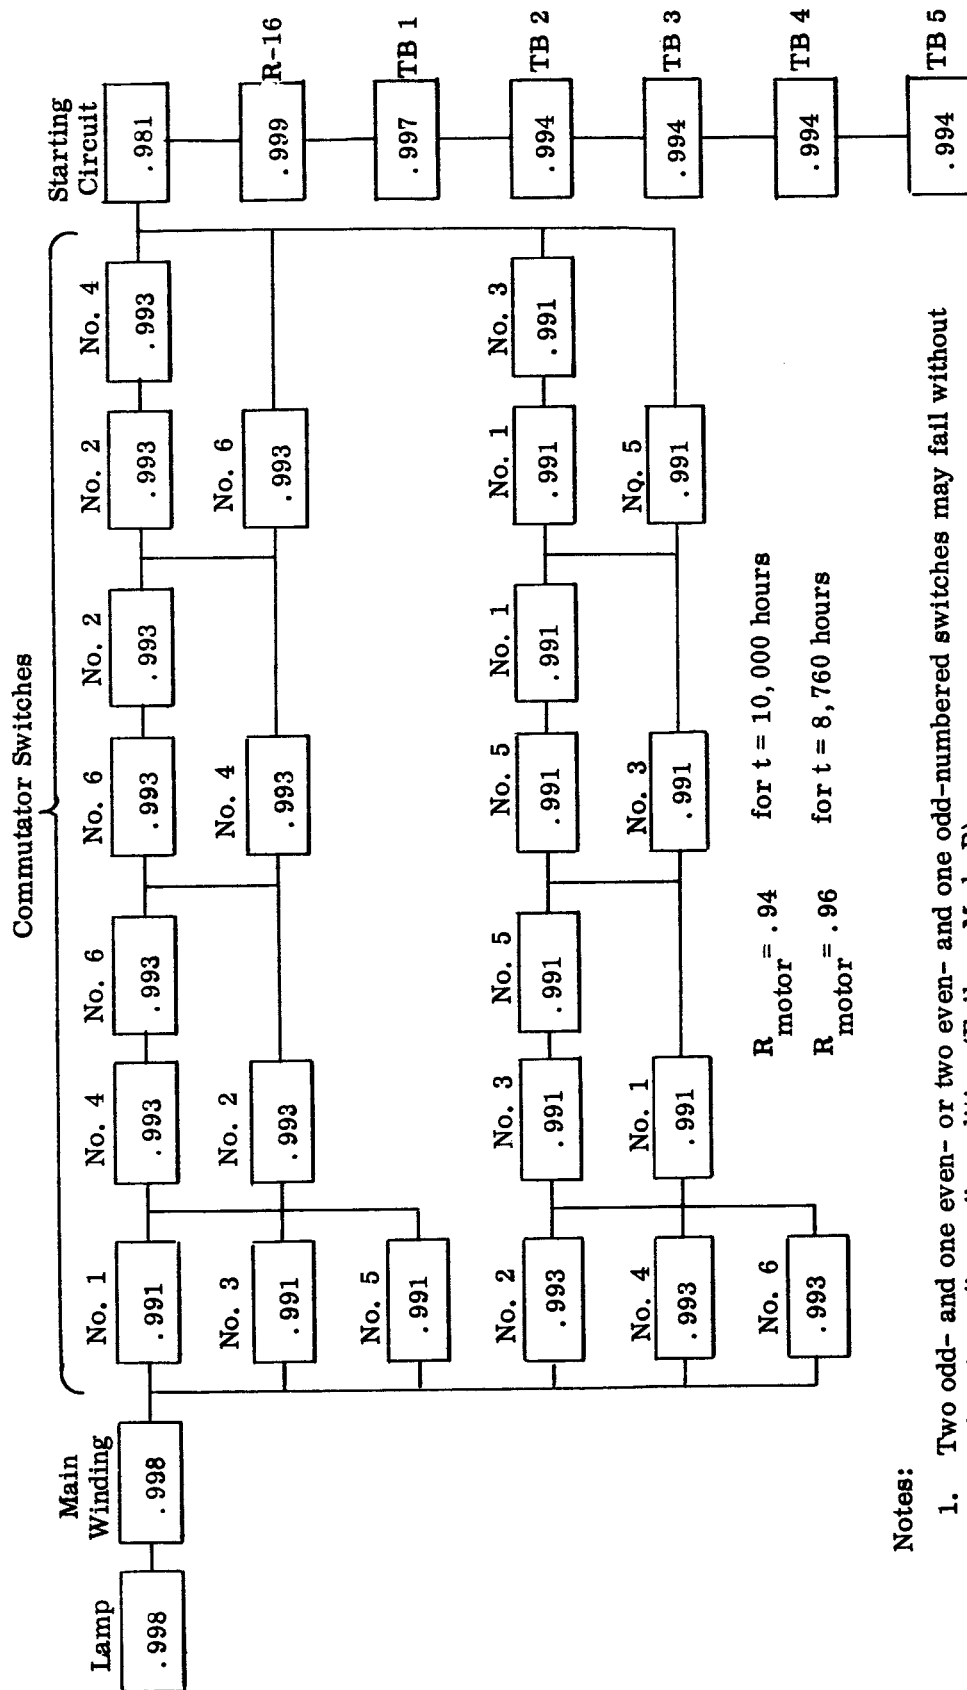 Commutator Switches
Lamp
.998
Main
Winding
.998
No. 1
.991
No. 4
.993
No. 6
.993
No. 6
.993
No. 2
.993
No. 2
.993
No. 4
.993
Starting
Circuit
.981
No. 3
.991
No. 2
.993
No. 4
.993
No. 6
.993
.999
R-16
No. 5
.991
.997
TB 1
No. 2
.993
No. 3
.991
No. 5
.991
No. 5
.991
No. 1
.991
No. 1
.991
No. 3
.991
.994
TB 2
No. 4
.993
No. 1
.991
No. 3
.991
No. 5
.991
.994
TB 3
No. 6
.993
.994
TB 4
.994
TB 5
R motor = .94 for t = 10,000 hours
R motor = .96 for t = 8,760 hours
Notes:
1. Two odd- and one even- or two even- and one odd-numbered switches may fail without